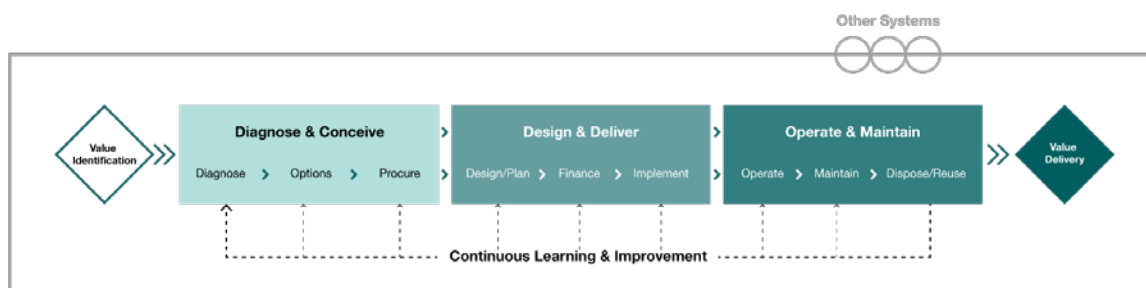 Other Systems
Value
Identification
Diagnose & Conceive
Diagnose
Options
Procure
Design & Deliver
Design/Plan
Finance
Implement
Operate & Maintain
Operate
Maintain
Dispose/Reuse
Value
Delivery
Continuous Learning & Improvement